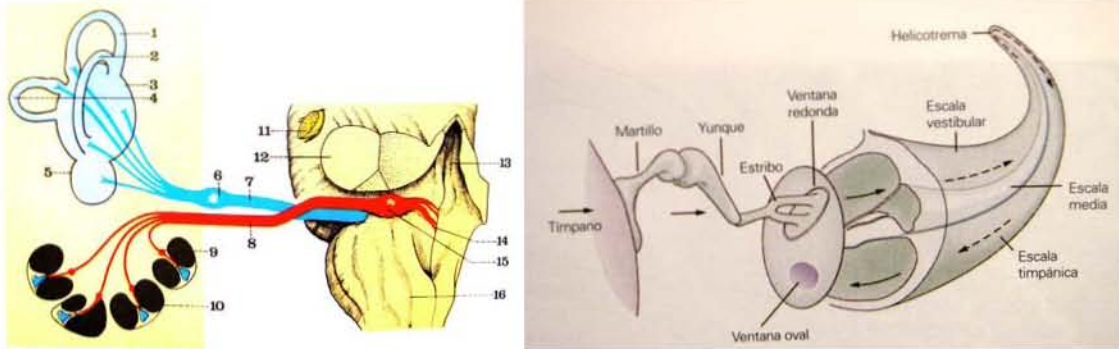 1
2
3
4
5
6
7
8
9
10
11
12
13
14
15
16
Helicotrema
Ventana
redonda
Escala
vestibular
Martillo
Yunque
Estribo
Escala
media
Tímpano
Escala
timpánica
Ventana oval